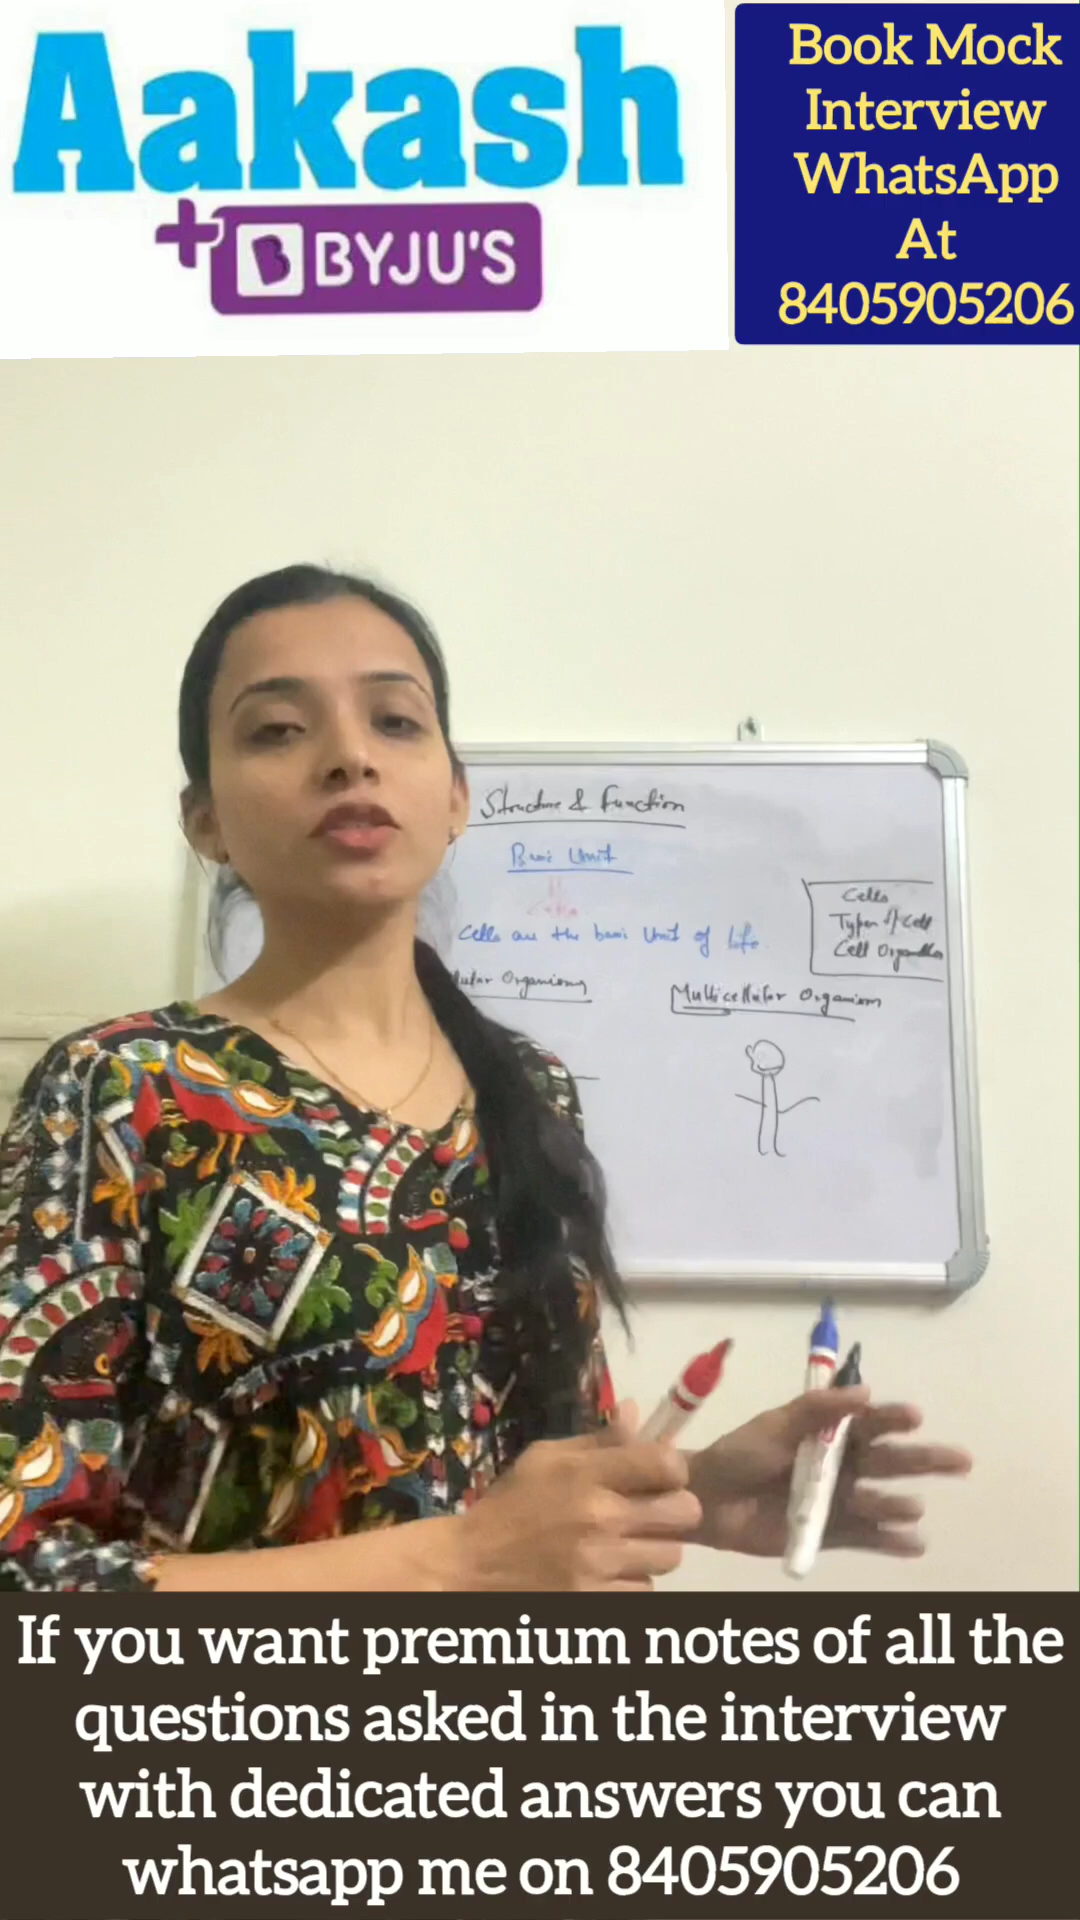 Aakash
+ BYJU'S
Book Mock
Interview
WhatsApp
At
8405905206
Structure & Function
Basic Unit
Cells are the basic Unit of life
Cells
Types of Cell
Cell Organelles
lular Organisms
Multicellular Organism
If you want premium notes of all the
questions asked in the interview
with dedicated answers you can
whatsapp me on 8405905206